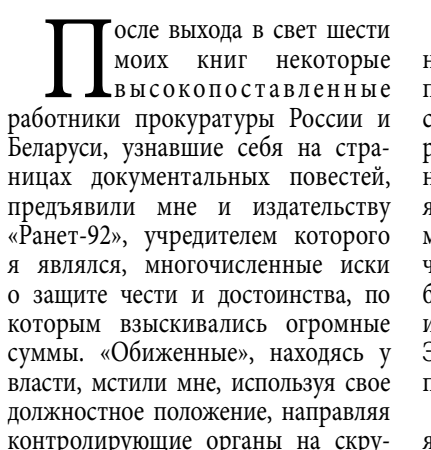 После выхода в свет шести
моих книг некоторые
высокопоставленные
работники прокуратуры России и
Беларуси, узнавшие себя на стра-
ницах документальных повестей,
предъявили мне и издательству
«Ранет-92», учредителем которого
я являлся, многочисленные иски
о защите чести и достоинства, по
которым взыскивались огромные
суммы. «Обиженные», находясь у
власти, мстили мне, используя свое
должностное положение, направляя
контролирующие органы на скру-